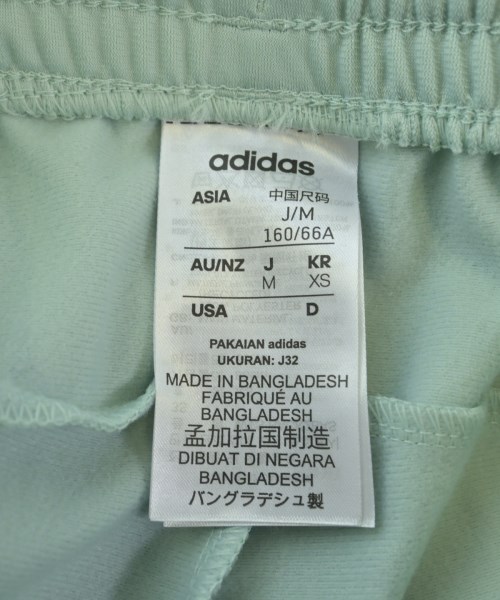 adidas
ASIA 中国尺码
J/M
160/66A
AU/NZ J KR
M XS
USA D
PAKAIAN adidas
UKURAN: J32
MADE IN BANGLADESH
FABRIQUÉ AU
BANGLADESH
孟加拉国制造
DIBUAT DI NEGARA
BANGLADESH
バングラデシュ製